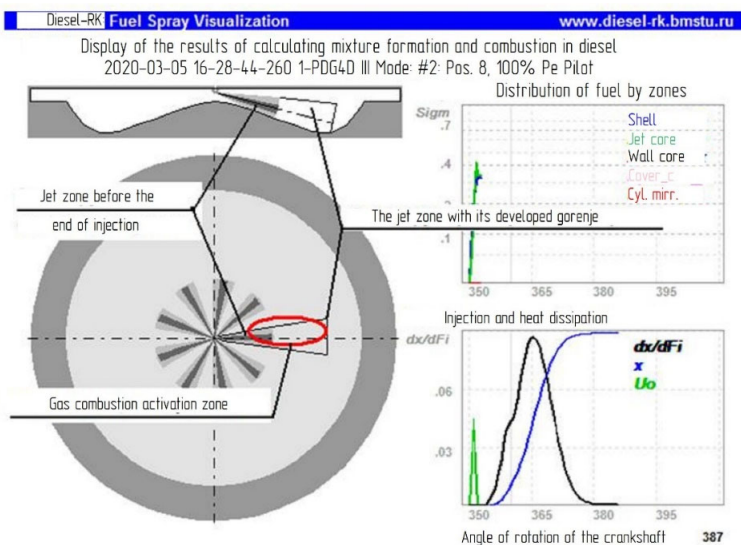 Diesel-RK Fuel Spray Visualization www.diesel-rk.bmstu.ru
Display of the results of calculating mixture formation and combustion in diesel
2020-03-05 16-28-44-260 1-PDG4D III Mode: #2: Pos. 8, 100% Pe Pilot
Distribution of fuel by zones
Sigm
.7
.4
.1
Shell
Jet core
Wall core
Cover_c
Cyl. mirr.
350 365 380 395
Jet zone before the
end of injection
The jet zone with its developed gorenje
Gas combustion activation zone
Injection and heat dissipation
dx/dFi
.06
.03
dx/dFi
x
Uo
350 365 380 395
Angle of rotation of the crankshaft 387